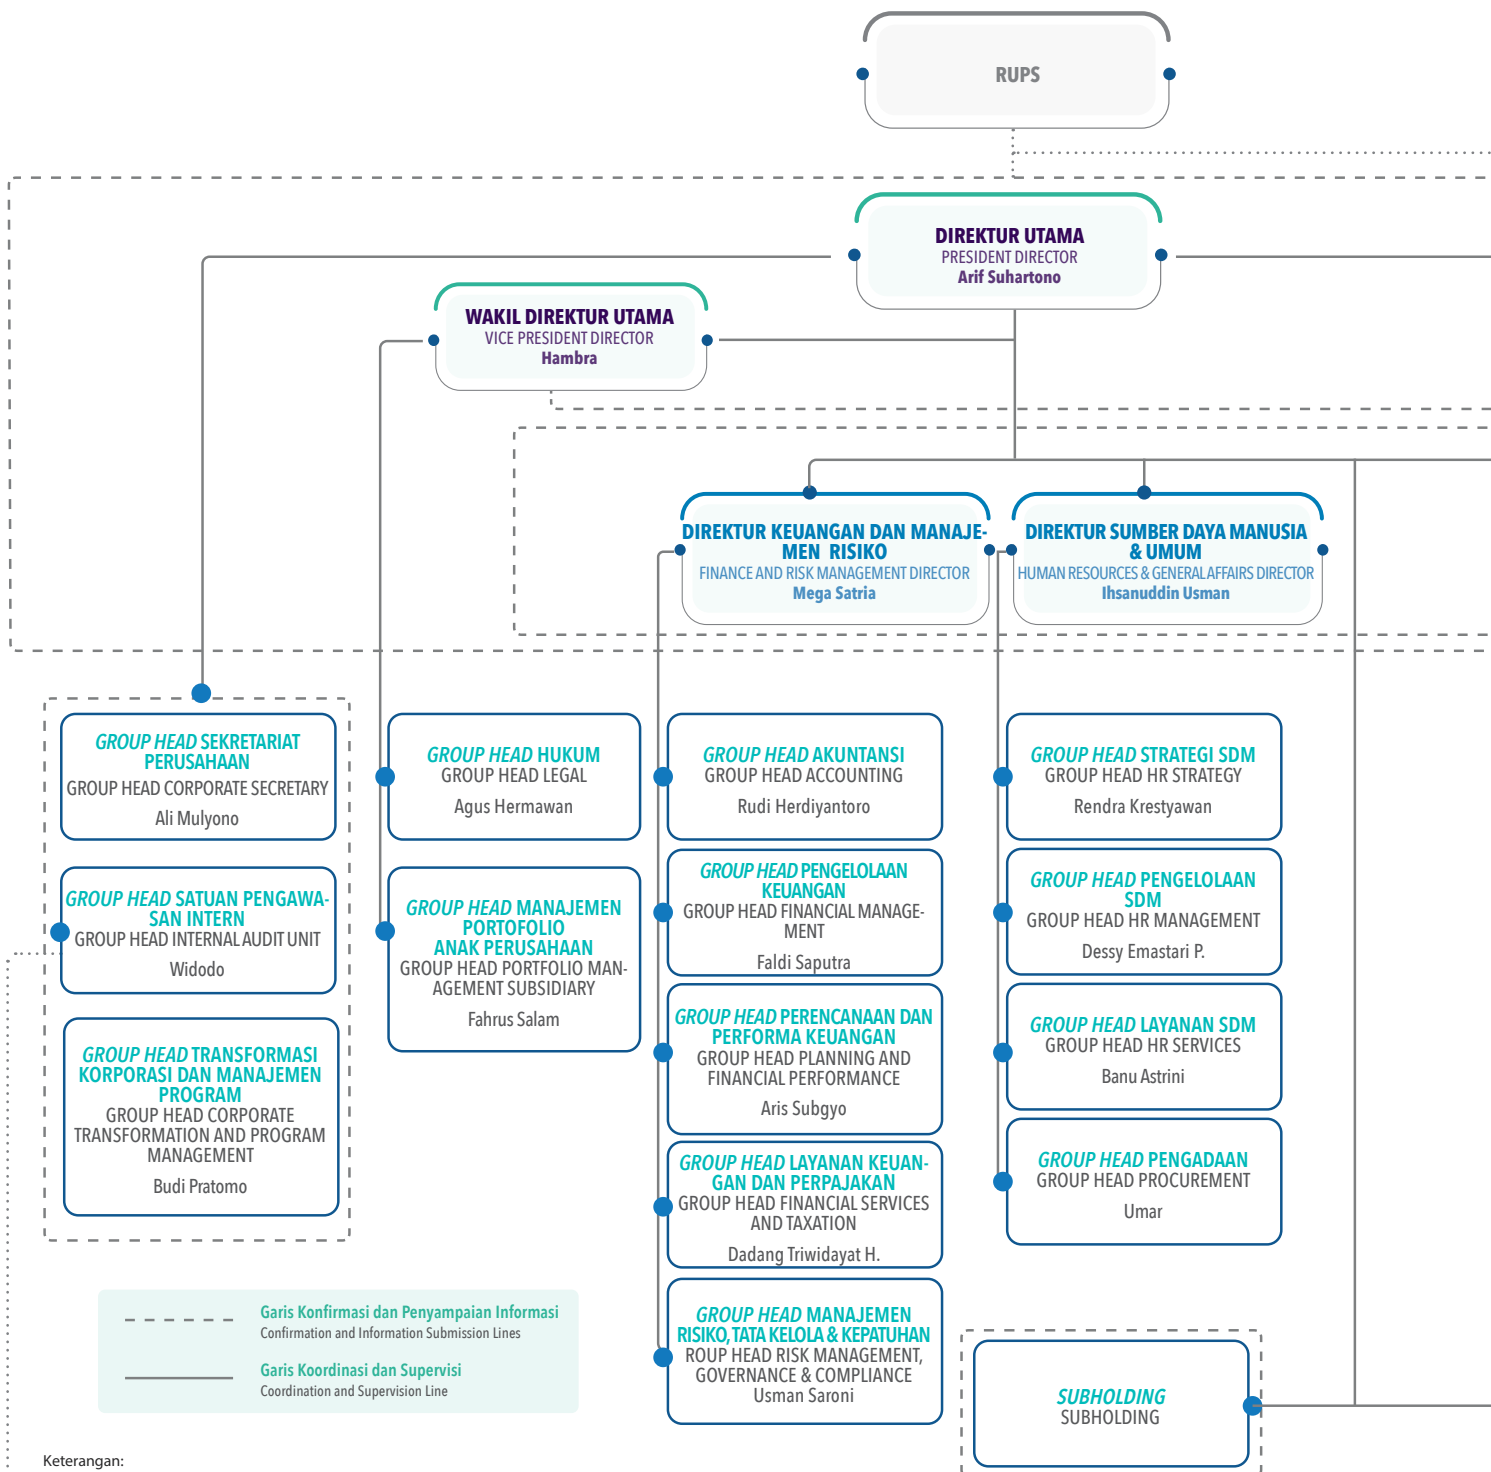 RUPS
DIREKTUR UTAMA
PRESIDENT DIRECTOR
Arif Suhartono
WAKIL DIREKTUR UTAMA
VICE PRESIDENT DIRECTOR
Hambra
DIREKTUR KEUANGAN DAN MANAJE-
MEN RISIKO
FINANCE AND RISK MANAGEMENT DIRECTOR
Mega Satria
DIREKTUR SUMBER DAYA MANUSIA
& UMUM
HUMAN RESOURCES & GENERAL AFFAIRS DIRECTOR
Ihsanuddin Usman
GROUP HEAD SEKRETARIAT
PERUSAHAAN
GROUP HEAD CORPORATE SECRETARY
Ali Mulyono
GROUP HEAD SATUAN PENGAWA-
SAN INTERN
GROUP HEAD INTERNAL AUDIT UNIT
Widodo
GROUP HEAD TRANSFORMASI
KORPORASI DAN MANAJEMEN
PROGRAM
GROUP HEAD CORPORATE
TRANSFORMATION AND PROGRAM
MANAGEMENT
Budi Pratomo
GROUP HEAD HUKUM
GROUP HEAD LEGAL
Agus Hermawan
GROUP HEAD MANAJEMEN
PORTOFOLIO
ANAK PERUSAHAAN
GROUP HEAD PORTFOLIO MAN-
AGEMENT SUBSIDIARY
Fahrus Salam
GROUP HEAD AKUNTANSI
GROUP HEAD ACCOUNTING
Rudi Herdiyantoro
GROUP HEAD PENGELOLAAN
KEUANGAN
GROUP HEAD FINANCIAL MANAGE-
MENT
Faldi Saputra
GROUP HEAD PERENCANAAN DAN
PERFORMA KEUANGAN
GROUP HEAD PLANNING AND
FINANCIAL PERFORMANCE
Aris Subgyo
GROUP HEAD LAYANAN KEUAN-
GAN DAN PERPAJAKAN
GROUP HEAD FINANCIAL SERVICES
AND TAXATION
Dadang Triwidayat H.
GROUP HEAD MANAJEMEN
RISIKO, TATA KELOLA & KEPATUHAN
ROUP HEAD RISK MANAGEMENT,
GOVERNANCE & COMPLIANCE
Usman Saroni
GROUP HEAD STRATEGI SDM
GROUP HEAD HR STRATEGY
Rendra Krestyawan
GROUP HEAD PENGELOLAAN
SDM
GROUP HEAD HR MANAGEMENT
Dessy Emastari P.
GROUP HEAD LAYANAN SDM
GROUP HEAD HR SERVICES
Banu Astrini
GROUP HEAD PENGADAAN
GROUP HEAD PROCUREMENT
Umar
SUBHOLDING
SUBHOLDING
Garis Konfirmasi dan Penyampaian Informasi
Confirmation and Information Submission Lines
Garis Koordinasi dan Supervisi
Coordination and Supervision Line
Keterangan: